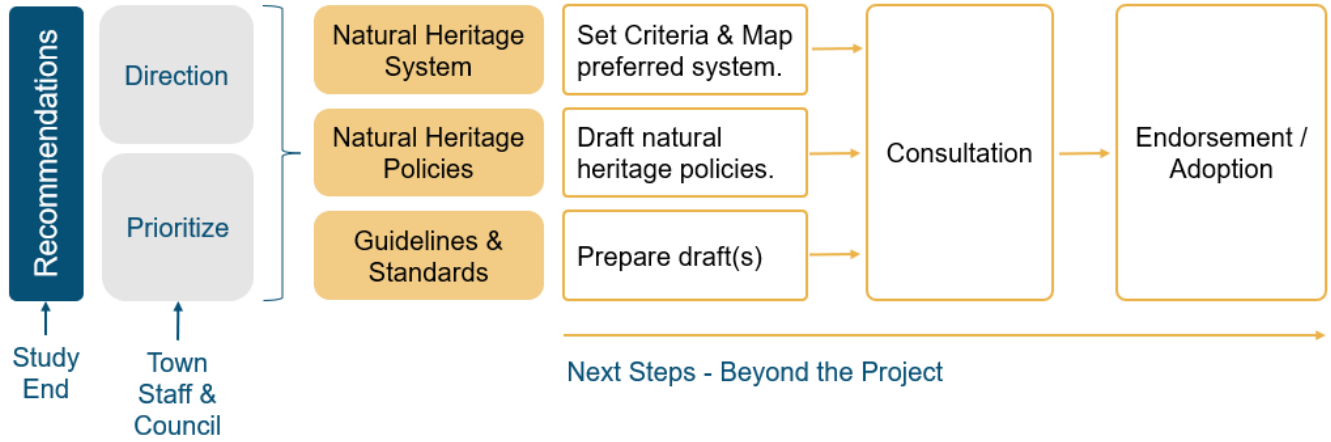 Recommendations
Direction
Prioritize
Natural Heritage
System
Natural Heritage
Policies
Guidelines &
Standards
Set Criteria & Map
preferred system.
Draft natural
heritage policies.
Prepare draft(s)
Consultation
Endorsement /
Adoption
Study
End
Town
Staff &
Council
Next Steps - Beyond the Project